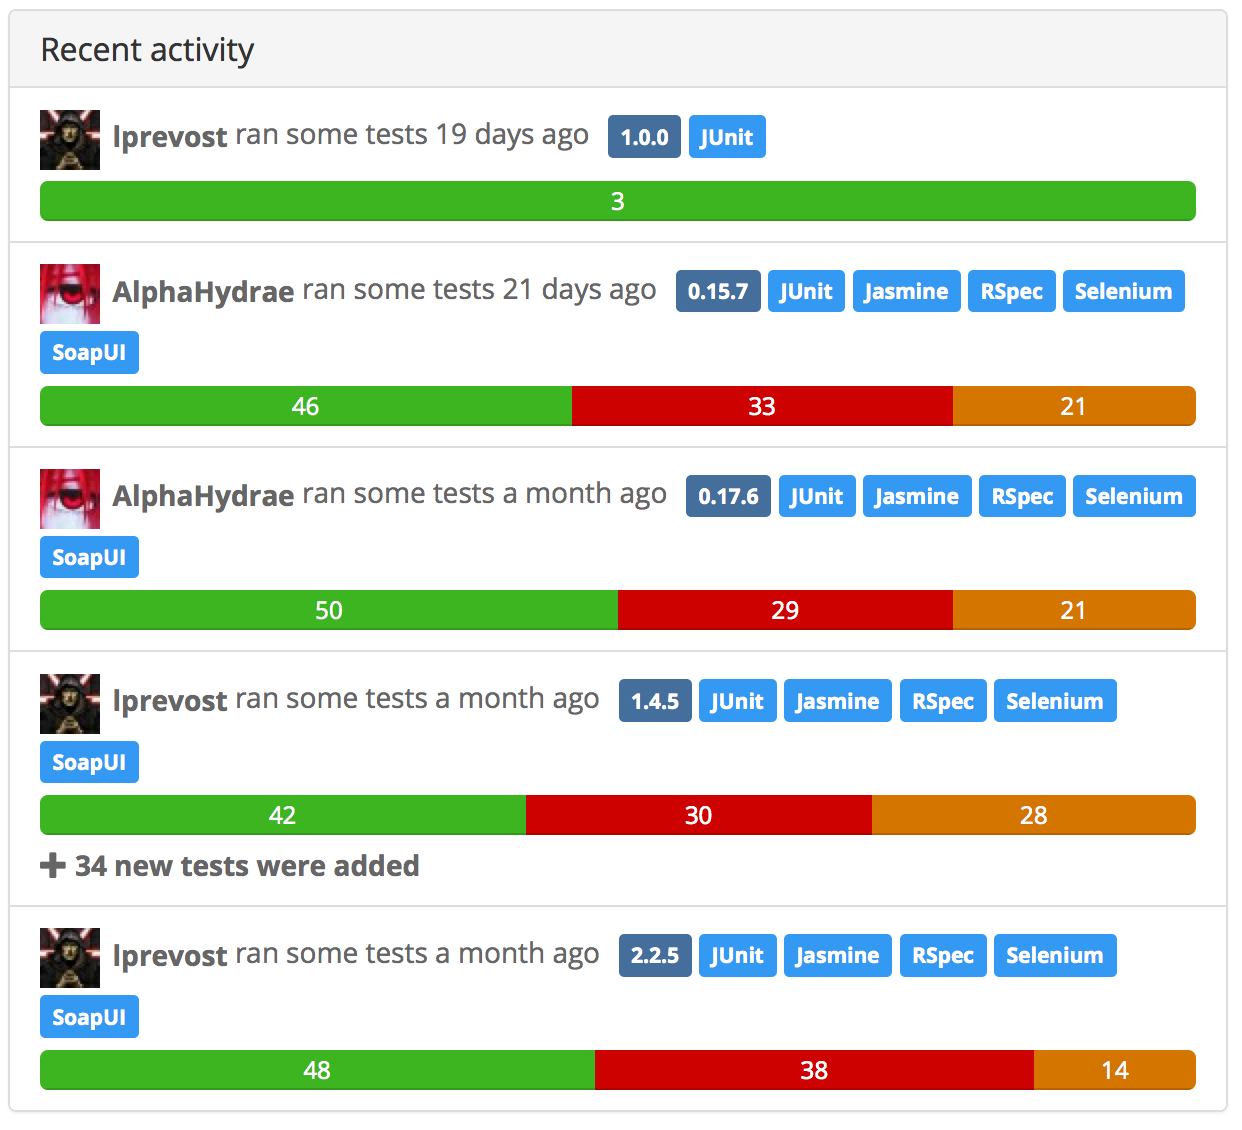 Recent activity
lprevost ran some tests 19 days ago 1.0.0 JUnit
3
AlphaHydrae ran some tests 21 days ago 0.15.7 JUnit Jasmine RSpec Selenium
SoapUI
46 33 21
AlphaHydrae ran some tests a month ago 0.17.6 JUnit Jasmine RSpec Selenium
SoapUI
50 29 21
lprevost ran some tests a month ago 1.4.5 JUnit Jasmine RSpec Selenium
SoapUI
42 30 28
34 new tests were added
lprevost ran some tests a month ago 2.2.5 JUnit Jasmine RSpec Selenium
SoapUI
48 38 14